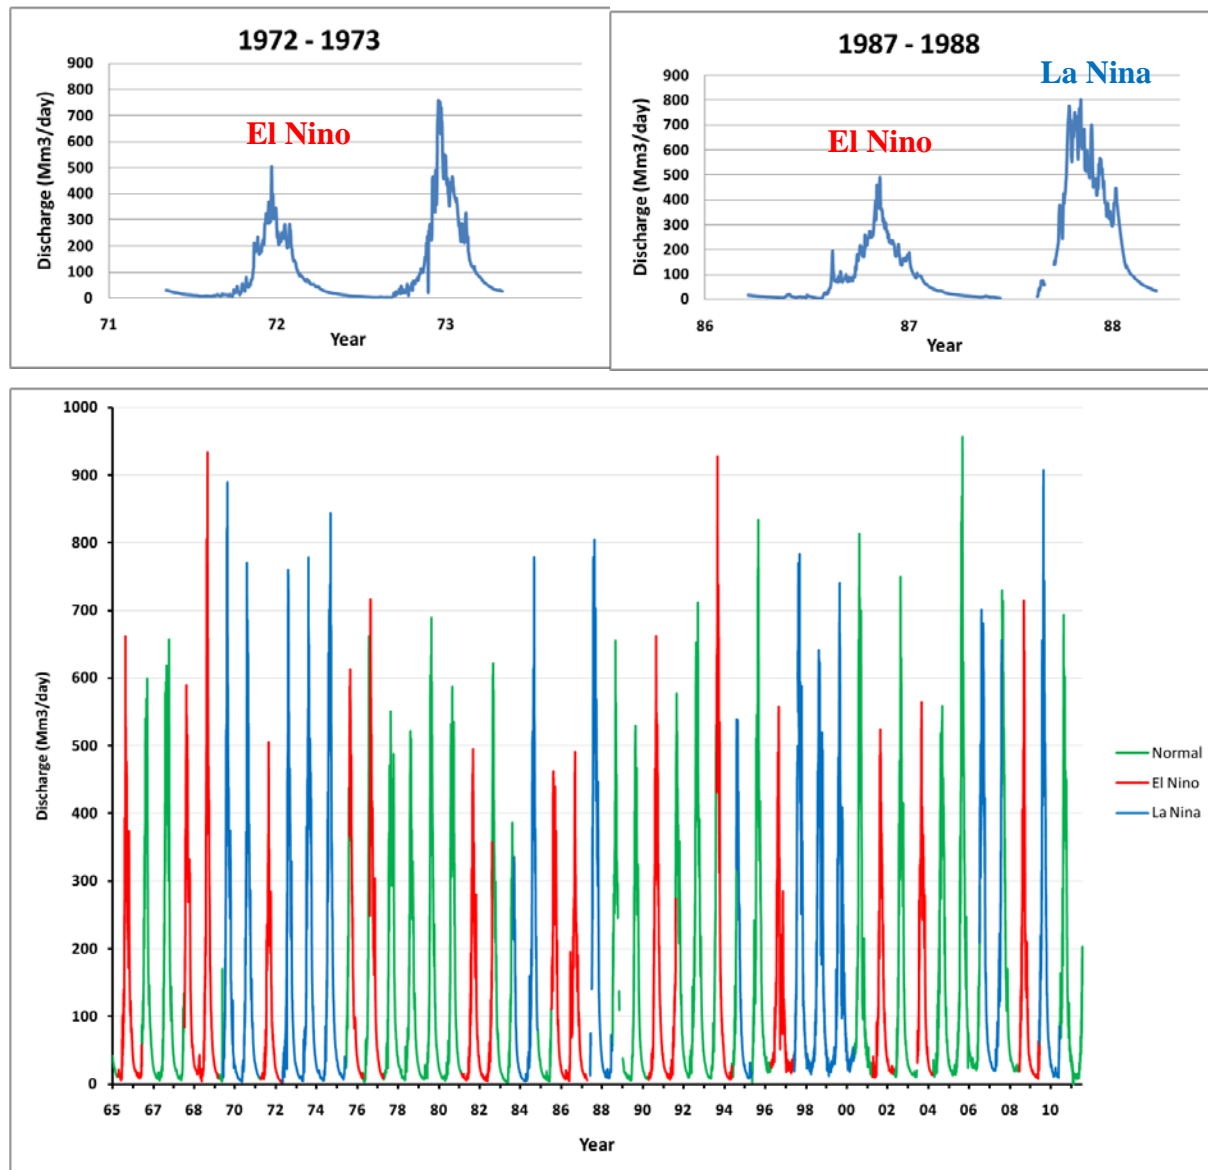 1972 - 1973
El Nino
Discharge (Mm3/day)
900
800
700
600
500
400
300
200
100
0
71
72
73
Year
1987 - 1988
La Nina
El Nino
Discharge (Mm3/day)
900
800
700
600
500
400
300
200
100
0
86
87
88
Year
Discharge (Mm3/day)
1000
900
800
700
600
500
400
300
200
100
0
65 67 68 70 72 74 76 78 80 82 84 86 88 90 92 94 96 98 00 02 04 06 08 10
Year
Normal
El Nino
La Nina